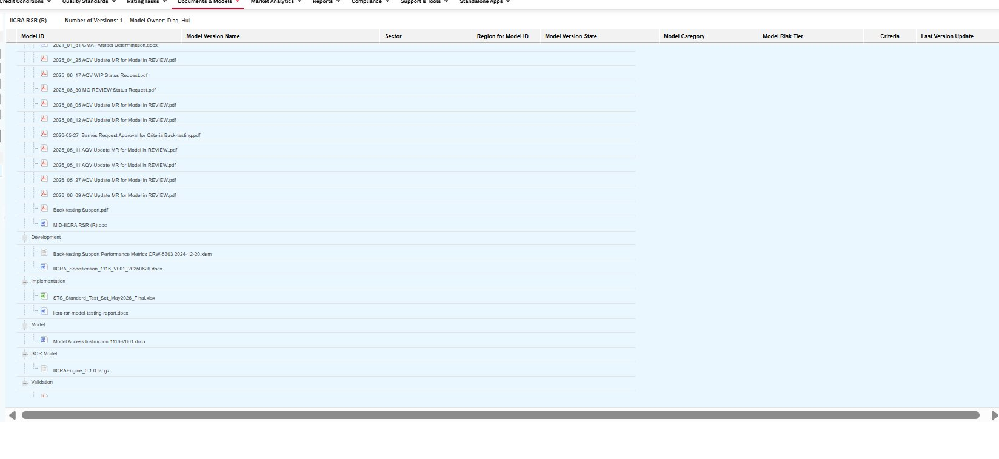 Credit Conditions Quality Standards Rating Tasks Documents & Models Market Analytics Reports Compliance Support & Tools Standalone Apps
IICRA RSR (R) Number of Versions: 1 Model Owner: Ding, Hui
Model ID Model Version Name Sector Region for Model ID Model Version State Model Category Model Risk Tier Criteria Last Version Update
2021_01_31 GMAT Artifact Determination.docx
2025_04_25 AQV Update MR for Model in REVIEW.pdf
2025_06_17 AQV WIP Status Request.pdf
2025_06_30 MO REVIEW Status Request.pdf
2025_08_05 AQV Update MR for Model in REVIEW.pdf
2025_08_12 AQV Update MR for Model in REVIEW.pdf
2026-05-27_Barnes Request Approval for Criteria Back-testing.pdf
2026_05_11 AQV Update MR for Model in REVIEW..pdf
2026_05_11 AQV Update MR for Model in REVIEW.pdf
2026_05_27 AQV Update MR for Model in REVIEW.pdf
2026_06_09 AQV Update MR for Model in REVIEW.pdf
Back-testing Support.pdf
MID-IICRA RSR (R).doc
Development
Back-testing Support Performance Metrics CRW-5303 2024-12-20.xlsm
IICRA_Specification_1116_V001_20250626.docx
Implementation
STS_Standard_Test_Set_May2026_Final.xlsx
iicra-rsr-model-testing-report.docx
Model
Model Access Instruction 1116-V001.docx
SOR Model
IICRAEngine_0.1.0.tar.gz
Validation